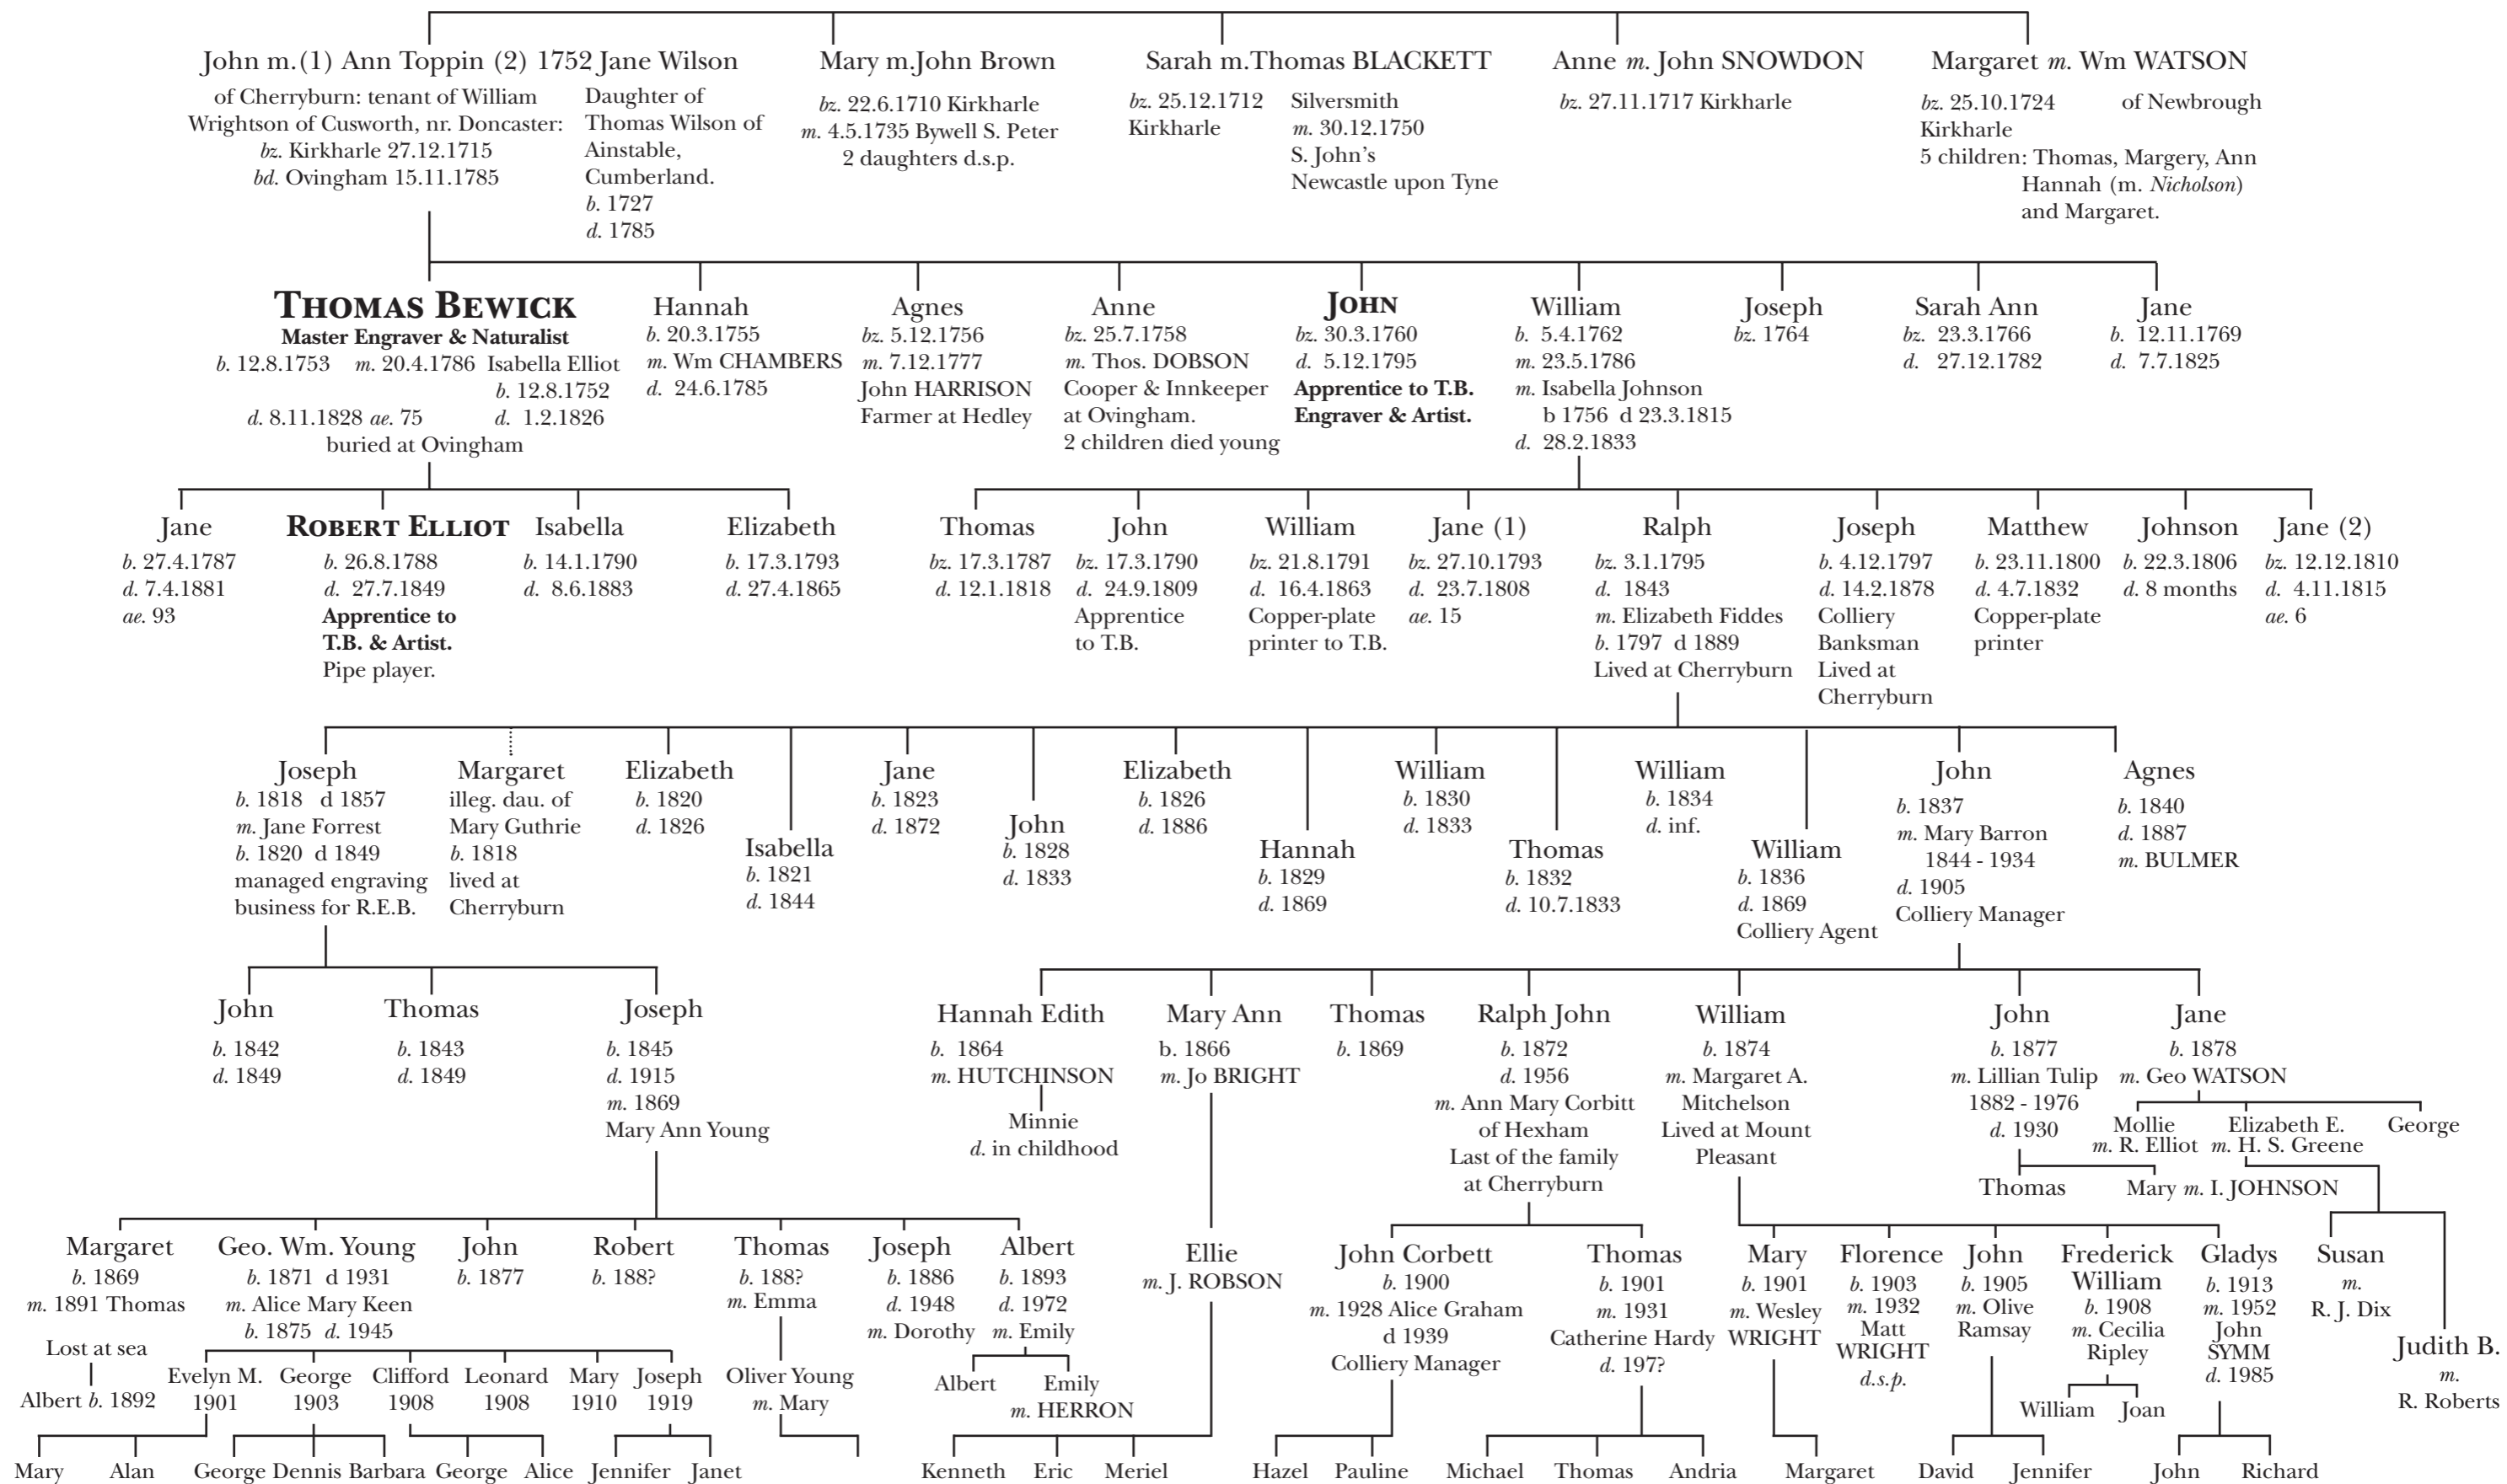 John m.(1) Ann Toppin (2) 1752 Jane Wilson
of Cherryburn: tenant of William
Wrightson of Cusworth, nr. Doncaster:
bz. Kirkharle 27.12.1715
bd. Ovingham 15.11.1785
Daughter of
Thomas Wilson of
Ainstable,
Cumberland.
b. 1727
d. 1785
Mary m.John Brown
bz. 22.6.1710 Kirkharle
m. 4.5.1735 Bywell S. Peter
2 daughters d.s.p.
Sarah m.Thomas BLACKETT
bz. 25.12.1712
Kirkharle
Silversmith
m. 30.12.1750
S. John's
Newcastle upon Tyne
Anne m. John SNOWDON
bz. 27.11.1717 Kirkharle
Margaret m. Wm WATSON
bz. 25.10.1724 of Newbrough
Kirkharle
5 children: Thomas, Margery, Ann
Hannah (m. Nicholson)
and Margaret.
THOMAS BEWICK
Master Engraver & Naturalist
b. 12.8.1753 m. 20.4.1786 Isabella Elliot
b. 12.8.1752
d. 8.11.1828 ae. 75 d. 1.2.1826
buried at Ovingham
Hannah
b. 20.3.1755
m. Wm CHAMBERS
d. 24.6.1785
Agnes
bz. 5.12.1756
m. 7.12.1777
John HARRISON
Farmer at Hedley
Anne
bz. 25.7.1758
m. Thos. DOBSON
Cooper & Innkeeper
at Ovingham.
2 children died young
JOHN
bz. 30.3.1760
d. 5.12.1795
Apprentice to T.B.
Engraver & Artist.
William
b. 5.4.1762
m. 23.5.1786
m. Isabella Johnson
b 1756 d 23.3.1815
d. 28.2.1833
Joseph
bz. 1764
Sarah Ann
bz. 23.3.1766
d. 27.12.1782
Jane
b. 12.11.1769
d. 7.7.1825
Jane
b. 27.4.1787
d. 7.4.1881
ae. 93
ROBERT ELLIOT
b. 26.8.1788
d. 27.7.1849
Apprentice to
T.B. & Artist.
Pipe player.
Isabella
b. 14.1.1790
d. 8.6.1883
Elizabeth
b. 17.3.1793
d. 27.4.1865
Thomas
bz. 17.3.1787
d. 12.1.1818
John
bz. 17.3.1790
d. 24.9.1809
Apprentice
to T.B.
William
bz. 21.8.1791
d. 16.4.1863
Copper-plate
printer to T.B.
Jane (1)
bz. 27.10.1793
d. 23.7.1808
ae. 15
Ralph
bz. 3.1.1795
d. 1843
m. Elizabeth Fiddes
b. 1797 d 1889
Lived at Cherryburn
Joseph
b. 4.12.1797
d. 14.2.1878
Colliery
Banksman
Lived at
Cherryburn
Matthew
b. 23.11.1800
d. 4.7.1832
Copper-plate
printer
Johnson
b. 22.3.1806
d. 8 months
Jane (2)
bz. 12.12.1810
d. 4.11.1815
ae. 6
Joseph
b. 1818 d 1857
m. Jane Forrest
b. 1820 d 1849
managed engraving
business for R.E.B.
Margaret
illeg. dau. of
Mary Guthrie
b. 1818
lived at
Cherryburn
Elizabeth
b. 1820
d. 1826
Isabella
b. 1821
d. 1844
Jane
b. 1823
d. 1872
John
b. 1828
d. 1833
Elizabeth
b. 1826
d. 1886
Hannah
b. 1829
d. 1869
William
b. 1830
d. 1833
Thomas
b. 1832
d. 10.7.1833
William
b. 1834
d. inf.
William
b. 1836
d. 1869
Colliery Agent
John
b. 1837
m. Mary Barron
1844 - 1934
d. 1905
Colliery Manager
Agnes
b. 1840
d. 1887
m. BULMER
John
b. 1842
d. 1849
Thomas
b. 1843
d. 1849
Joseph
b. 1845
d. 1915
m. 1869
Mary Ann Young
Hannah Edith
b. 1864
m. HUTCHINSON
Minnie
d. in childhood
Mary Ann
b. 1866
m. Jo BRIGHT
Thomas
b. 1869
Ralph John
b. 1872
d. 1956
m. Ann Mary Corbitt
of Hexham
Last of the family
at Cherryburn
William
b. 1874
m. Margaret A.
Mitchelson
Lived at Mount
Pleasant
John
b. 1877
m. Lillian Tulip
1882 - 1976
d. 1930
Thomas
Mary m. I. JOHNSON
Jane
b. 1878
m. Geo WATSON
Mollie
m. R. Elliot
Elizabeth E.
m. H. S. Greene
George
Margaret
b. 1869
m. 1891 Thomas
Lost at sea
Albert b. 1892
Geo. Wm. Young
b. 1871 d 1931
m. Alice Mary Keen
b. 1875 d. 1945
John
b. 1877
Robert
b. 188?
Thomas
b. 188?
m. Emma
Oliver Young
m. Mary
Joseph
b. 1886
d. 1948
m. Dorothy
Albert
b. 1893
d. 1972
m. Emily
Albert
Emily
m. HERRON
Ellie
m. J. ROBSON
John Corbett
b. 1900
m. 1928 Alice Graham
d 1939
Colliery Manager
Thomas
b. 1901
m. 1931
Catherine Hardy
d. 197?
Mary
b. 1901
m. Wesley
WRIGHT
Florence
b. 1903
m. 1932
Matt
WRIGHT
d.s.p.
John
b. 1905
m. Olive
Ramsay
Frederick
William
b. 1908
m. Cecilia
Ripley
William
Joan
Gladys
b. 1913
m. 1952
John
SYMM
d. 1985
Susan
m.
R. J. Dix
Judith B.
m.
R. Roberts
Evelyn M.
1901
George
1903
Clifford
1908
Leonard
1908
Mary
1910
Joseph
1919
Mary
Alan
George Dennis Barbara
George
Alice
Jennifer
Janet
Kenneth
Eric
Meriel
Hazel
Pauline
Michael
Thomas
Andria
Margaret
David
Jennifer
John
Richard